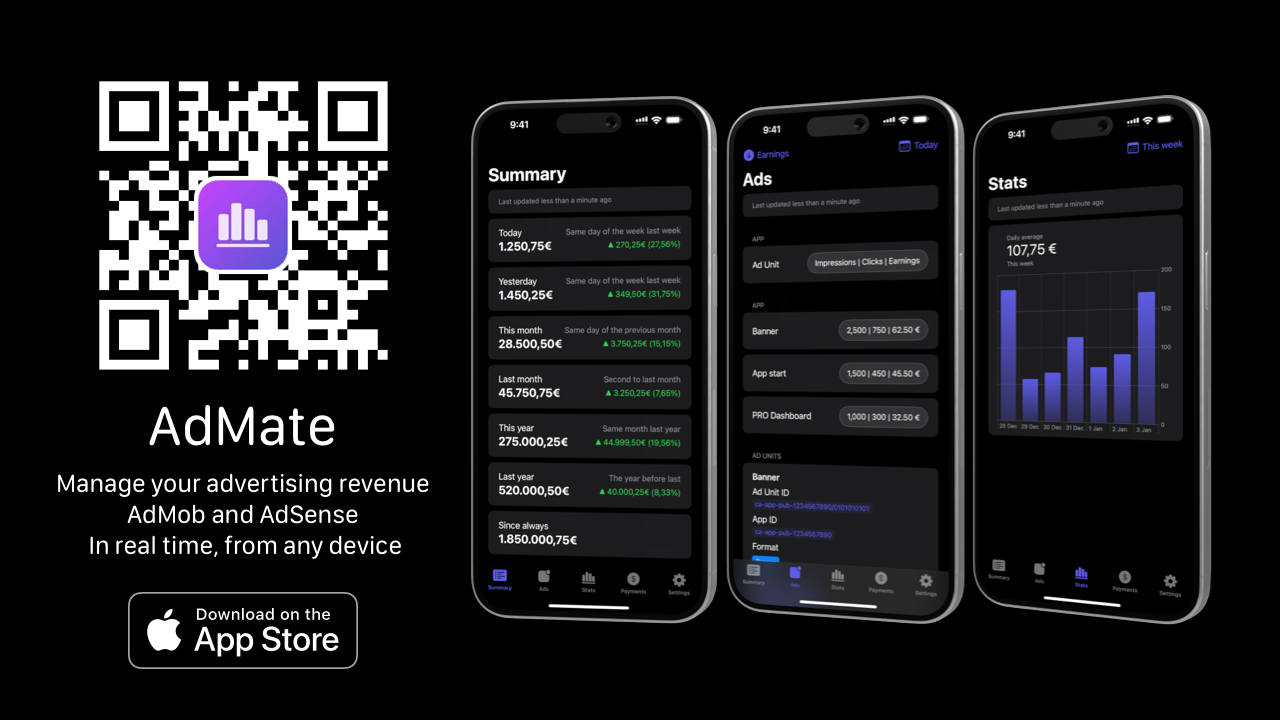 AdMate
Manage your advertising revenue
AdMob and AdSense
In real time, from any device
Download on the
App Store
9:41
Summary
Last updated less than a minute ago
Today
Same day of the week last week
1.250,75€
▲ 270,25€ (27,56%)
Yesterday
Same day of the week last week
1.450,25€
▲ 349,50€ (31,75%)
This month
Same day of the previous month
28.500,50€
▲ 3.750,25€ (15,15%)
Last month
Second to last month
45.750,75€
▲ 3.250,25€ (7,65%)
This year
Same month last year
275.000,25€
▲ 44.999,50€ (19,56%)
Last year
The year before last
520.000,50€
▲ 40.000,25€ (8,33%)
Since always
1.850.000,75€
Summary
Ads
Stats
Payments
Settings
9:41
Earnings
Today
Ads
Last updated less than a minute ago
APP
Ad Unit
Impressions | Clicks | Earnings
APP
Banner
2,500 | 750 | 62.50 €
App start
1,500 | 450 | 45.50 €
PRO Dashboard
1,000 | 300 | 32.50 €
AD UNITS
Banner
Ad Unit ID
ca-app-pub-1234567890/0101010101
App ID
ca-app-pub-1234567890
Format
Summary
Ads
Stats
Payments
Settings
9:41
This week
Stats
Last updated less than a minute ago
Daily average
107,75 €
This week
200
150
100
50
0
28 Dec
29 Dec
30 Dec
31 Dec
1 Jan
2 Jan
3 Jan
Summary
Ads
Stats
Payments
Settings